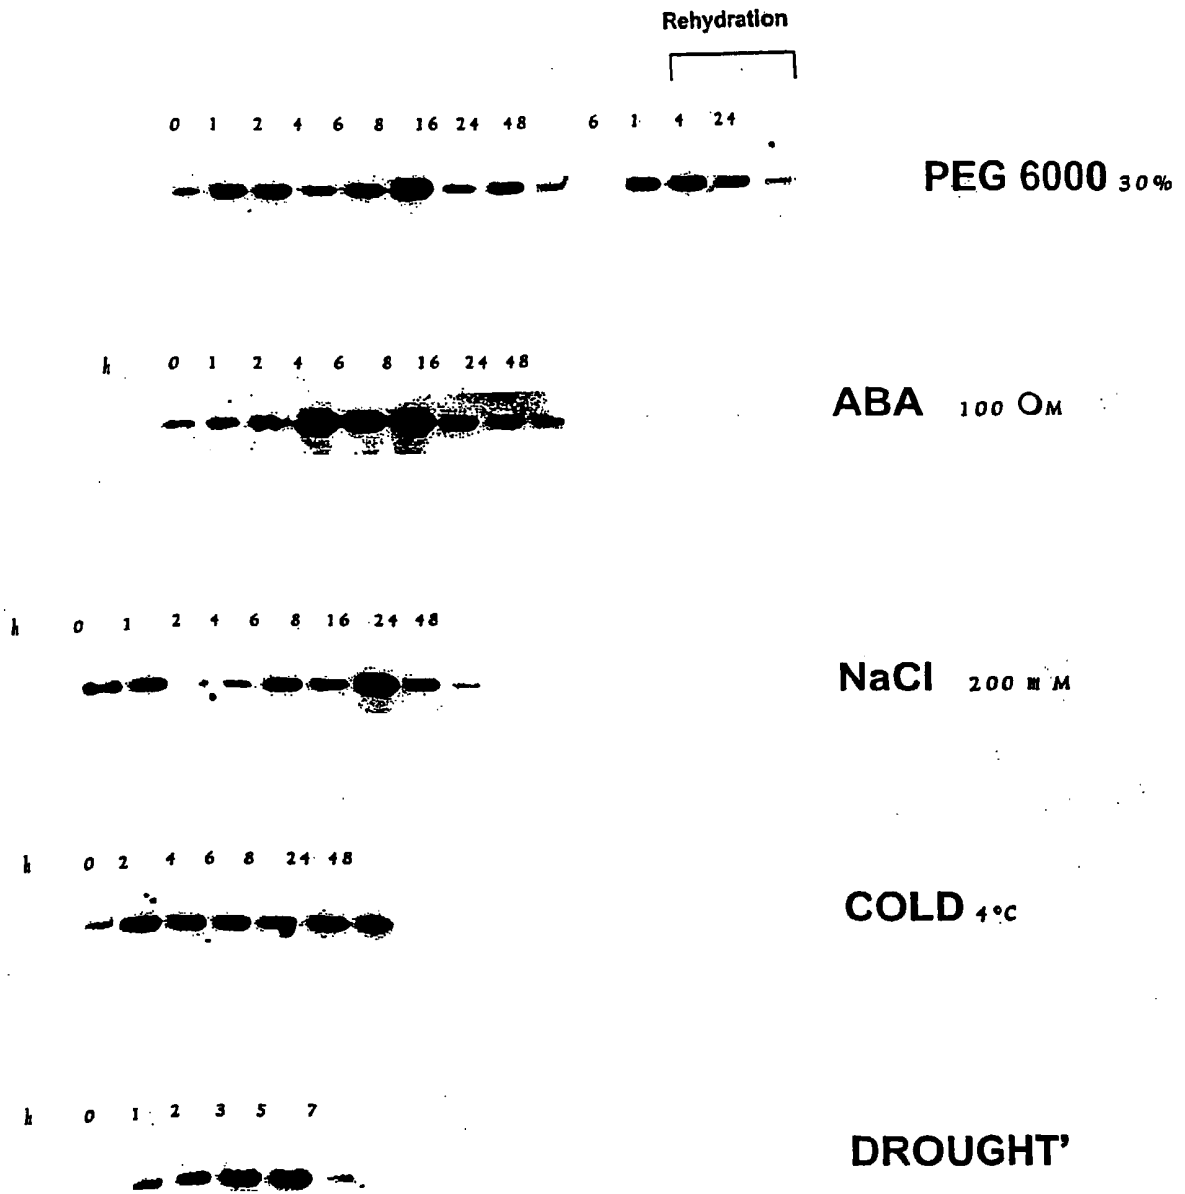 Rehydration
0 1 2 4 6 8 16 24 48 6 1 4 24
PEG 6000 30%
h 0 1 2 4 6 8 16 24 48
ABA 100 OM
h 0 1 2 4 6 8 16 24 48
NaCl 200 mM
h 0 2 4 6 8 24 48
COLD 4°C
h 0 1 2 3 5 7
DROUGHT'